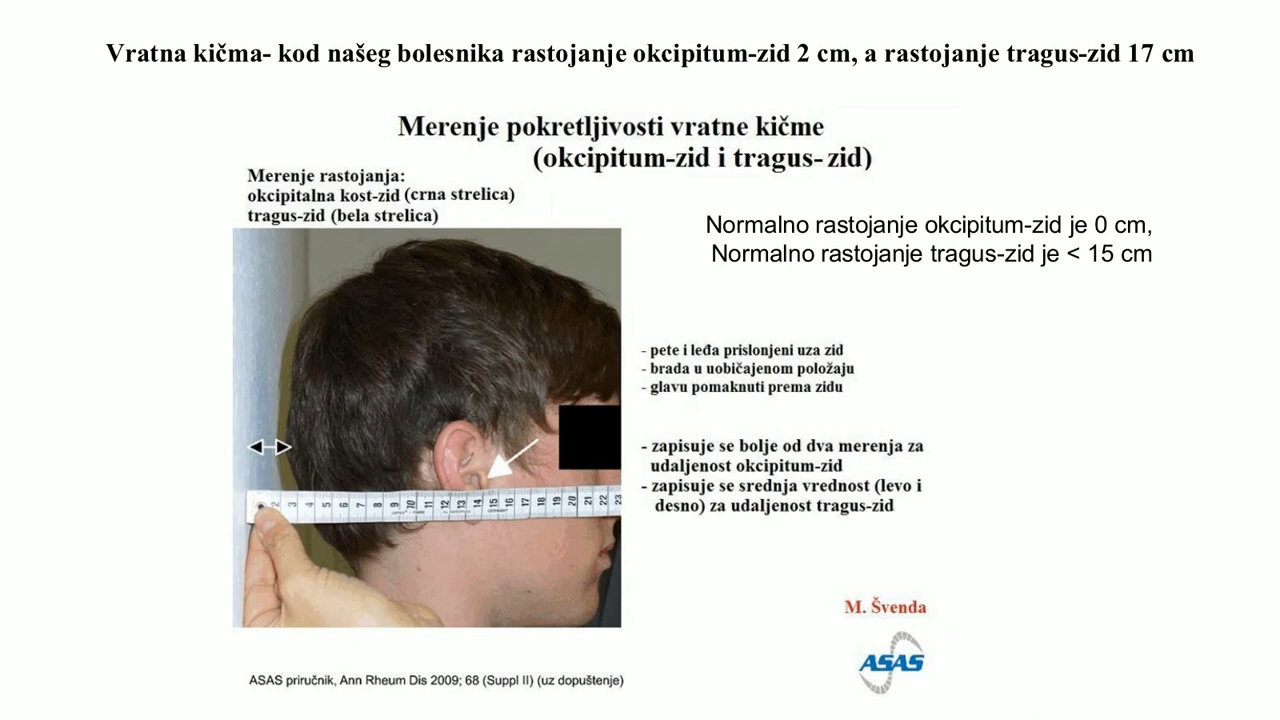 Vratna kičma- kod našeg bolesnika rastojanje okcipitum-zid 2 cm, a rastojanje tragus-zid 17 cm
Merenje pokretljivosti vratne kičme
(okcipitum-zid i tragus- zid)
Merenje rastojanja:
okcipitalna kost-zid (crna strelica)
tragus-zid (bela strelica)
Normalno rastojanje okcipitum-zid je 0 cm,
Normalno rastojanje tragus-zid je < 15 cm
- pete i leđa prislonjeni uza zid
- brada u uobičajenom položaju
- glavu pomaknuti prema zidu
- zapisuje se bolje od dva merenja za
udaljenost okcipitum-zid
- zapisuje se srednja vrednost (levo i
desno) za udaljenost tragus-zid
2 3 4 5 6 7 8 9 10 11 12 13 14 15 16 17 18 19 20 21 22 23
M. Švenda
ASAS
ASAS priručnik, Ann Rheum Dis 2009; 68 (Suppl II) (uz dopuštenje)